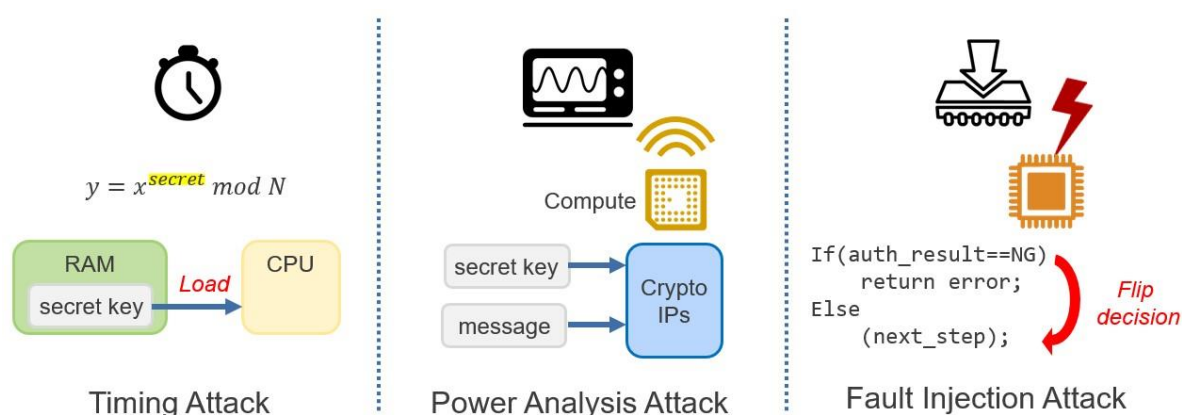 y = x^secret mod N
RAM
CPU
Load
secret key
Timing Attack
Compute
secret key
message
Crypto
IPs
Power Analysis Attack
If(auth_result==NG)
return error;
Else
(next_step);
Flip
decision
Fault Injection Attack